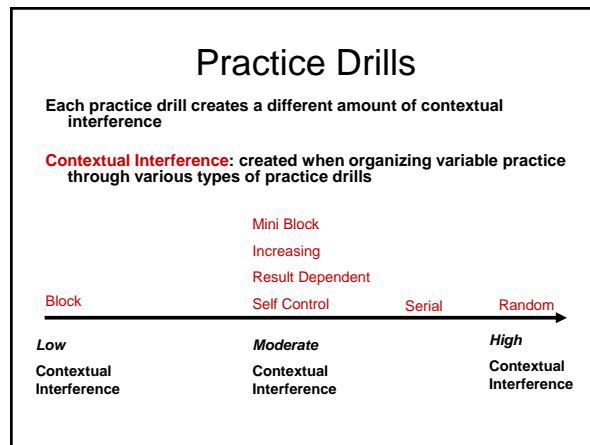 Practice Drills
Each practice drill creates a different amount of contextual
interference
Contextual Interference: created when organizing variable practice
through various types of practice drills
Mini Block
Increasing
Result Dependent
Block
Self Control
Serial
Random
Low
Contextual
Interference
Moderate
Contextual
Interference
High
Contextual
Interference